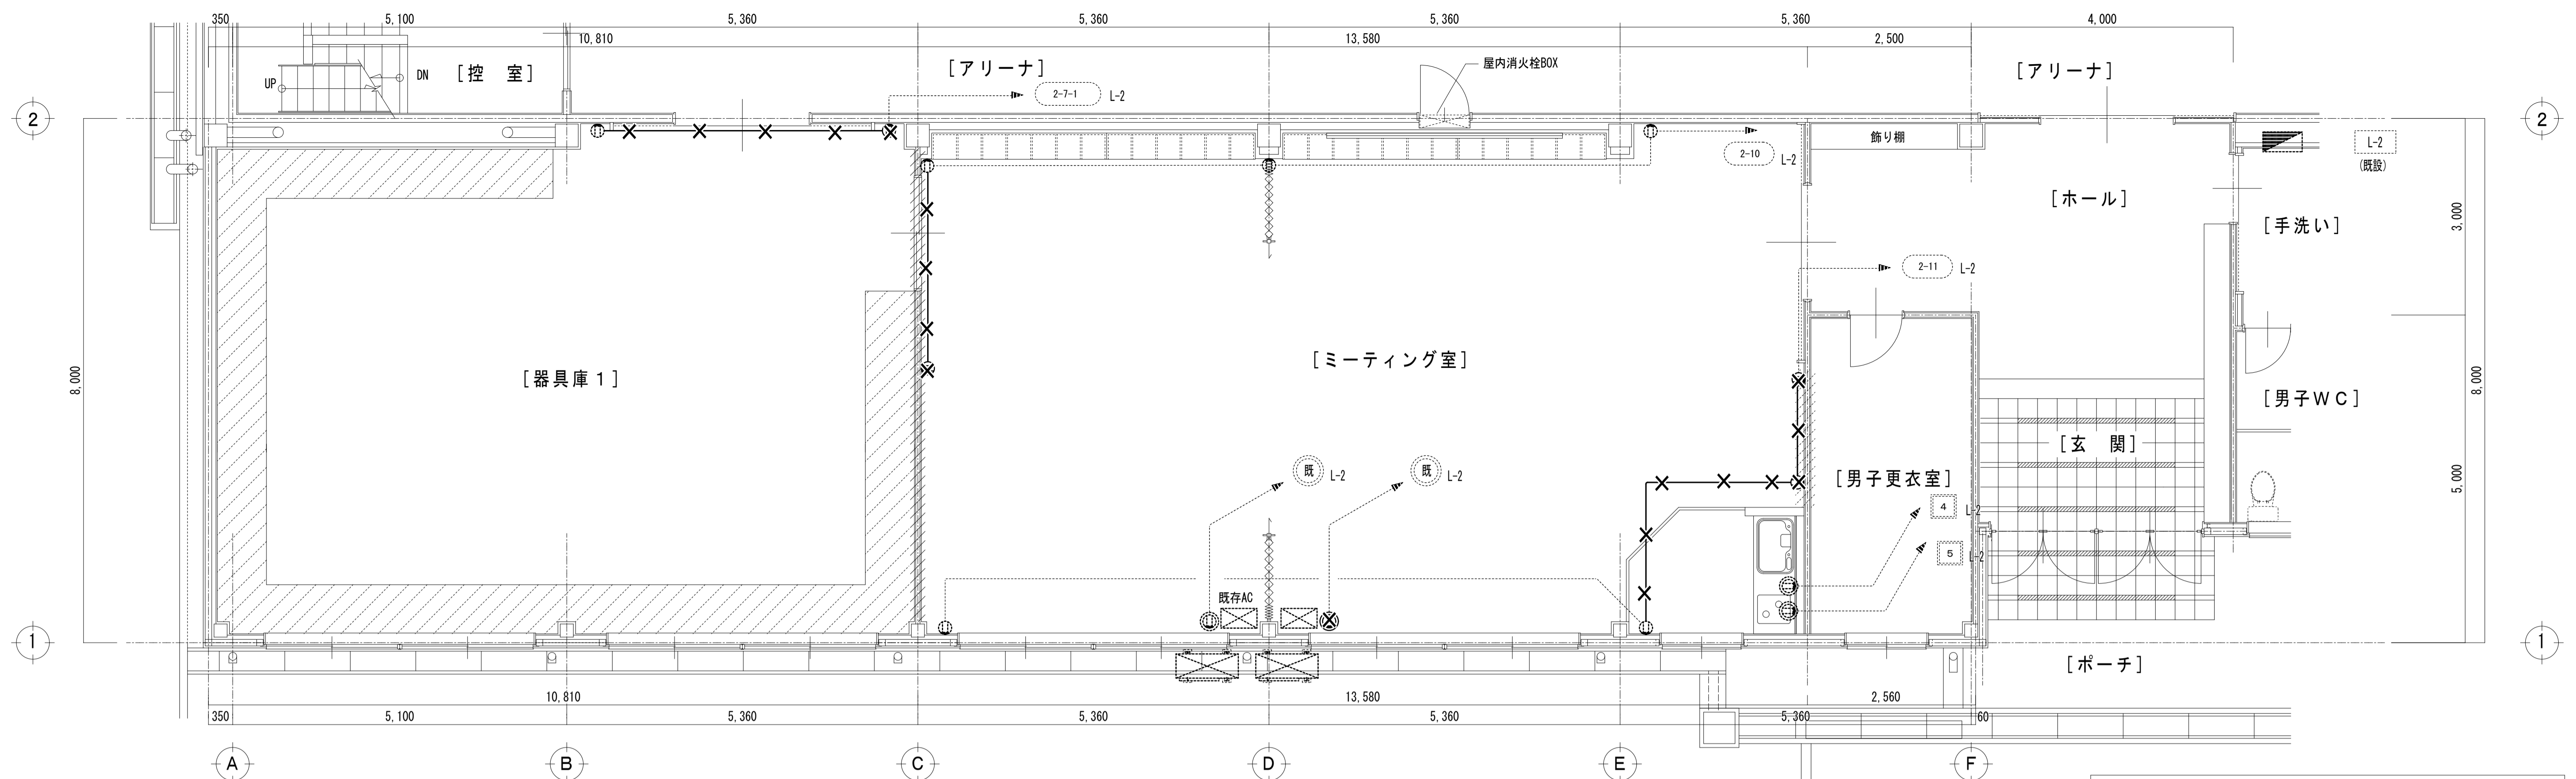 350 5,100 5,360 5,360 5,360 5,360 4,000
10,810 13,580 2,500
UP DN [控　室] [アリーナ] 屋内消火栓BOX [アリーナ]
2-7-1 L-2
2 2
飾り棚 L-2
(既設)
2-10 L-2
[ホール] [手洗い] 3,000
2-11 L-2
8,000 [器具庫1] [ミーティング室] [男子WC] 8,000
[玄　関]
既 L-2 既 L-2 [男子更衣室] 5,000
4 L-2
5 L-2
既存AC
1 1
[ポーチ]
10,810 13,580 2,560
350 5,100 5,360 5,360 5,360 5,360 60
A B C D E F